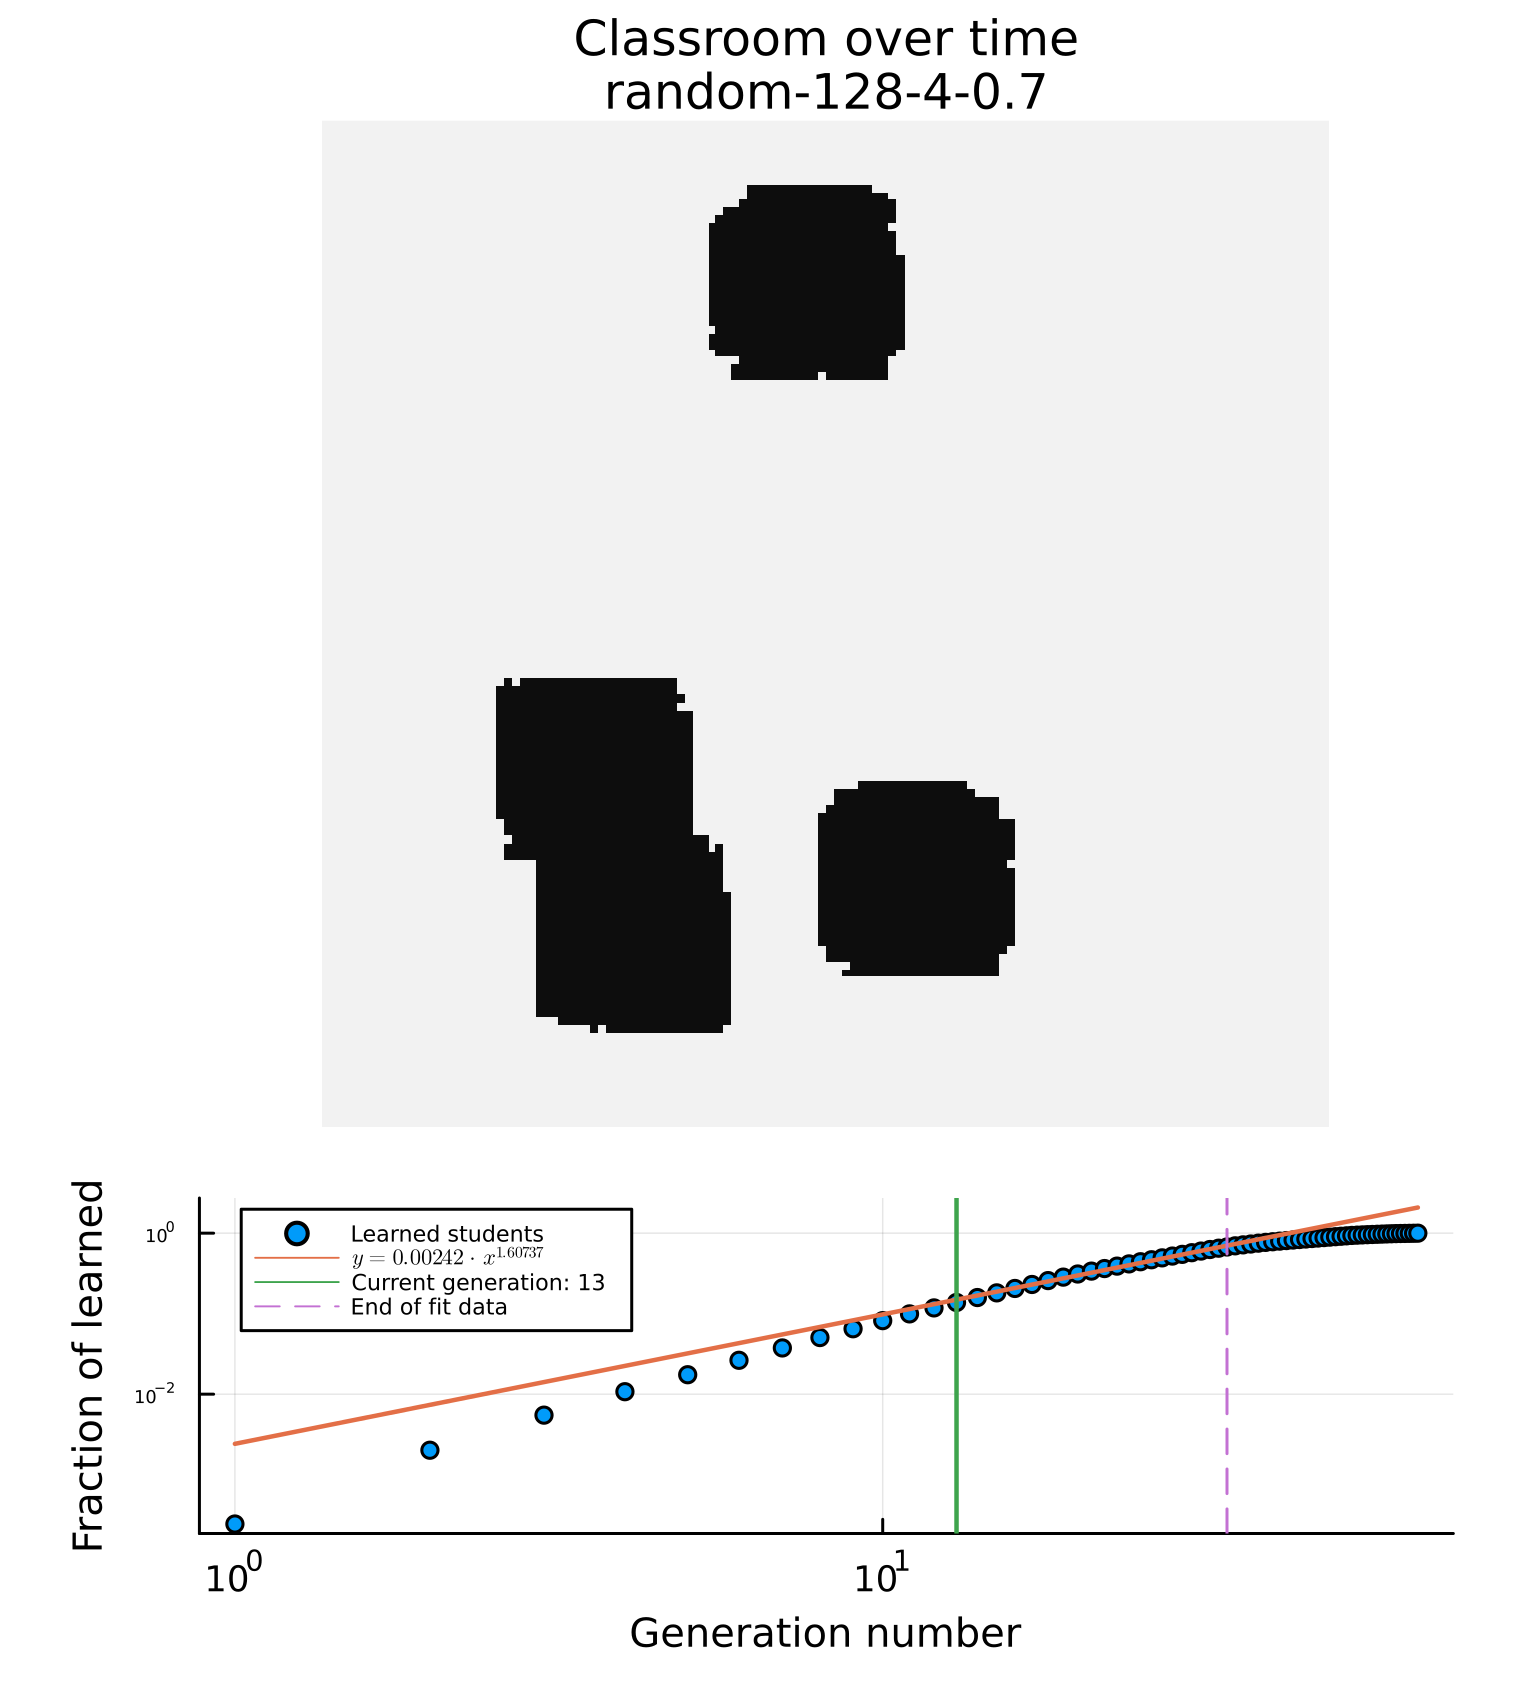 Classroom over time
random-128-4-0.7
Fraction of learned
10^0
10^-2
Learned students
y = 0.00242 · x^1.60737
Current generation: 13
End of fit data
10^0
10^1
Generation number